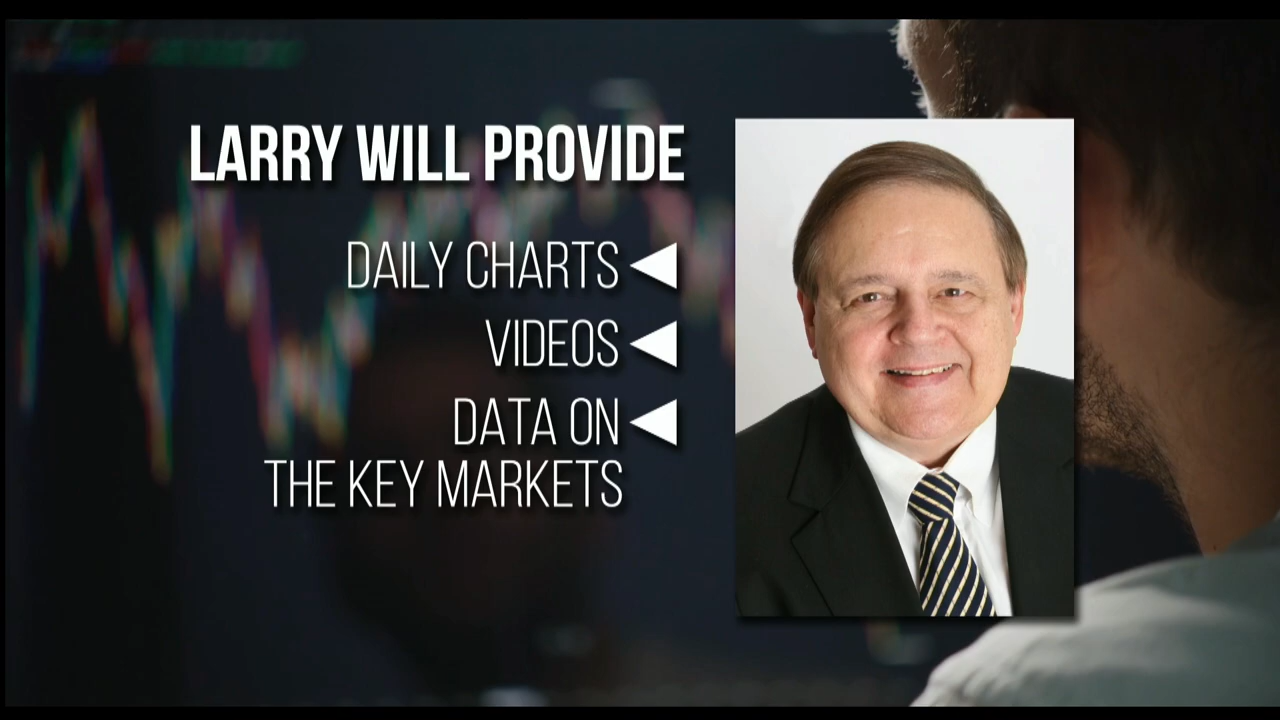 LARRY WILL PROVIDE
DAILY CHARTS
VIDEOS
DATA ON
THE KEY MARKETS